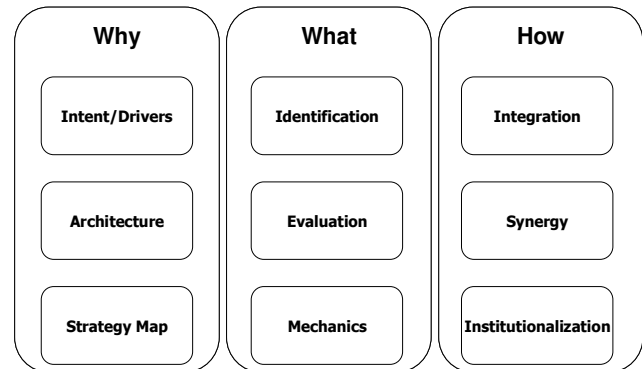 Why
Intent/Drivers
Architecture
Strategy Map
What
Identification
Evaluation
Mechanics
How
Integration
Synergy
Institutionalization